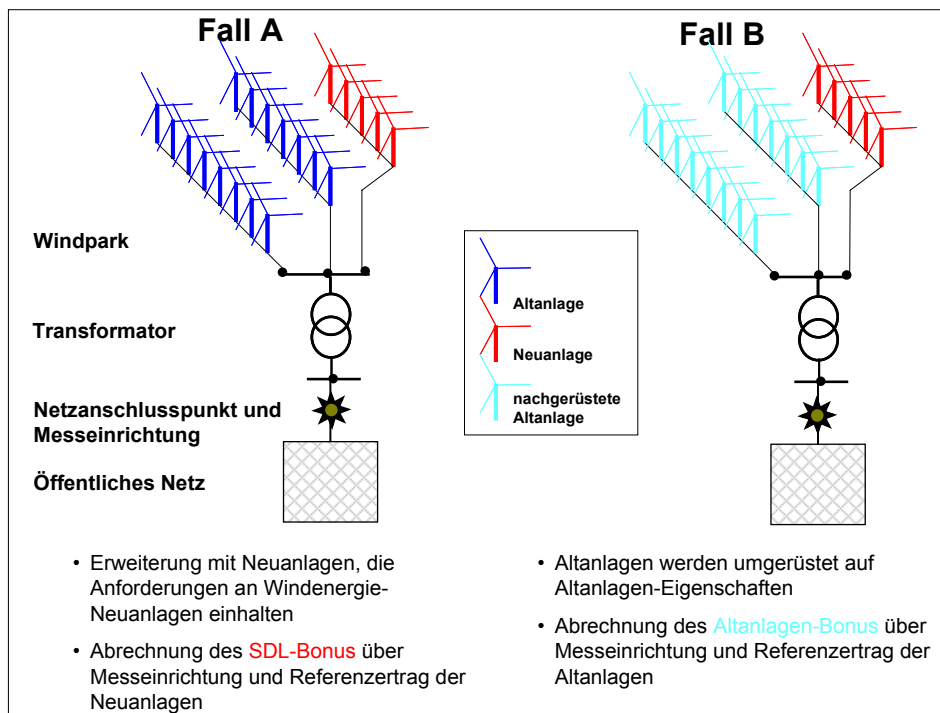 Fall A
Fall B
Windpark
Transformator
Netzanschlusspunkt und
Messeinrichtung
Öffentliches Netz
Altanlage
Neuanlage
nachgerüstete
Altanlage
• Erweiterung mit Neuanlagen, die
Anforderungen an Windenergie-
Neuanlagen einhalten
• Abrechnung des SDL-Bonus über
Messeinrichtung und Referenzertrag der
Neuanlagen
• Altanlagen werden umgerüstet auf
Altanlagen-Eigenschaften
• Abrechnung des Altanlagen-Bonus über
Messeinrichtung und Referenzertrag der
Altanlagen